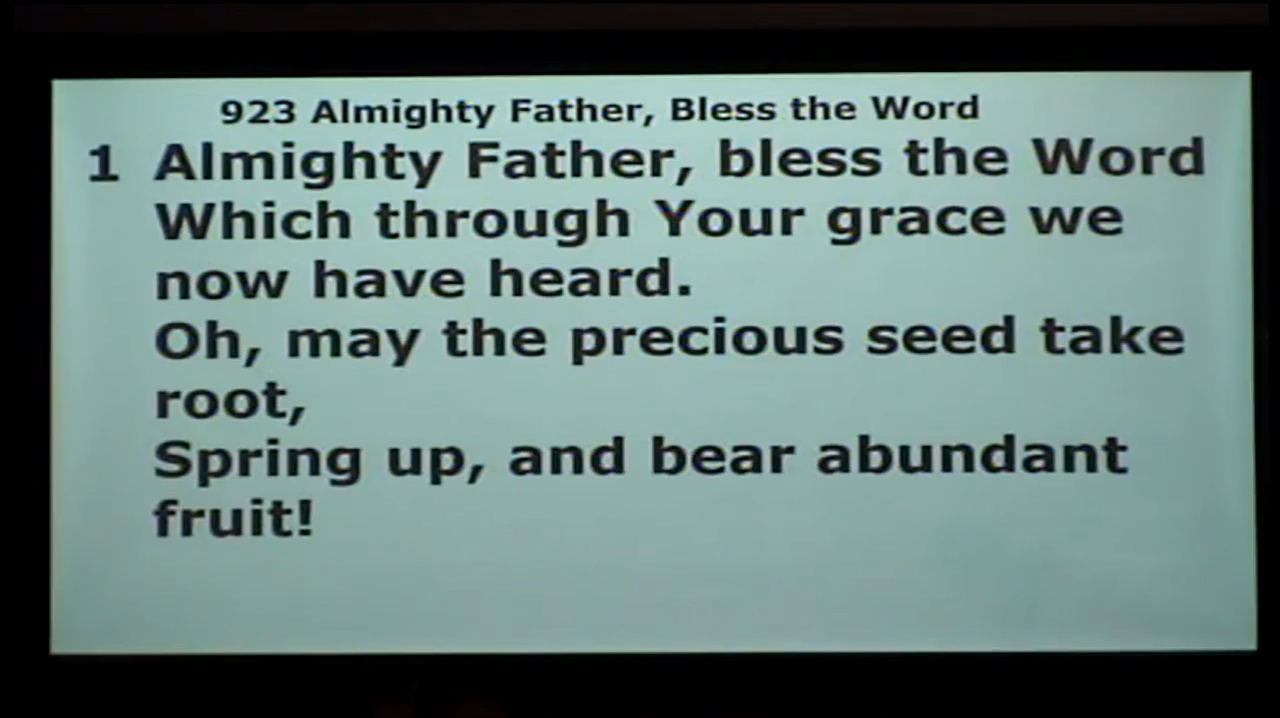 923 Almighty Father, Bless the Word
1 Almighty Father, bless the Word
Which through Your grace we
now have heard.
Oh, may the precious seed take
root,
Spring up, and bear abundant
fruit!